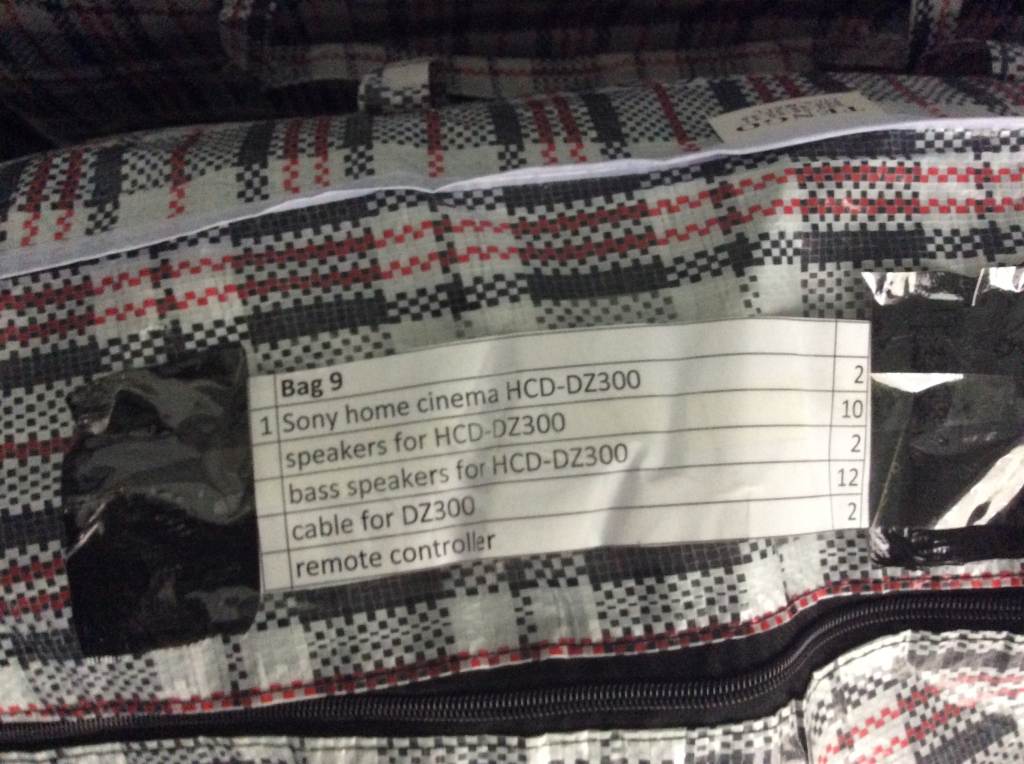 Bag 9
1 Sony home cinema HCD-DZ300 2
speakers for HCD-DZ300 10
bass speakers for HCD-DZ300 2
cable for DZ300 12
remote controller 2